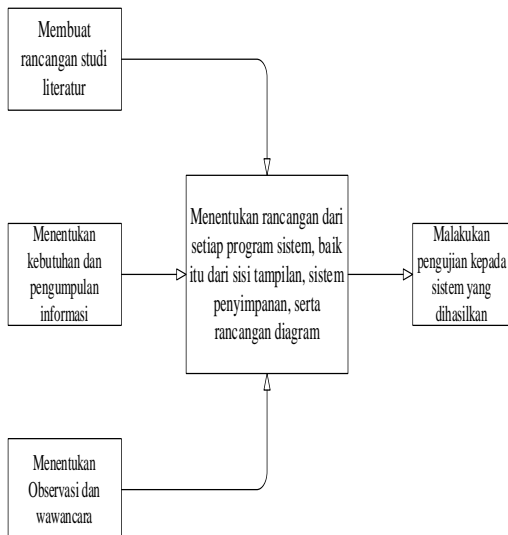 Membuat
rancangan studi
literatur
Menentukan
kebutuhan dan
pengumpulan
informasi
Menentukan
Observasi dan
wawancara
Menentukan rancangan dari
setiap program sistem, baik
itu dari sisi tampilan, sistem
penyimpanan, serta
rancangan diagram
Malakukan
pengujian kepada
sistem yang
dihasilkan